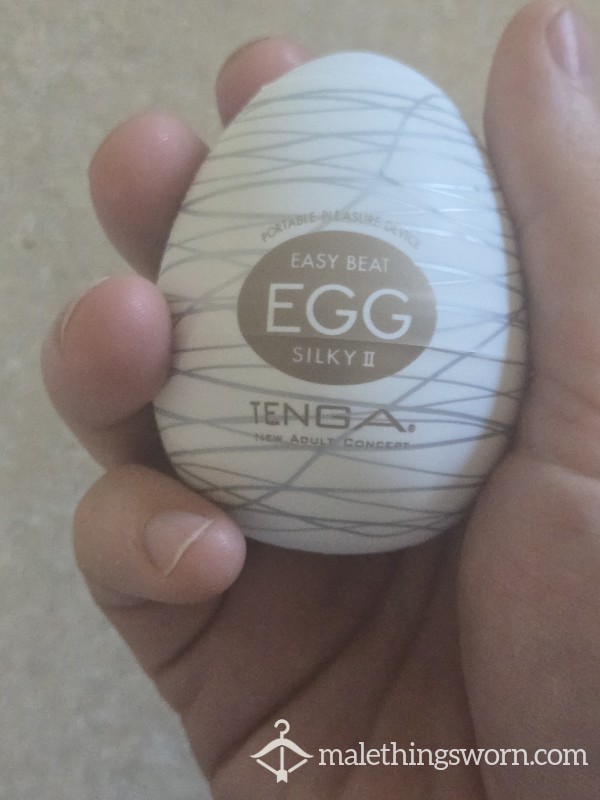 PORTABLE PLEASURE DEVICE
EASY BEAT
EGG
SILKY II
TENGA®
NEW ADULT CONCEPT
malethingsworn.com